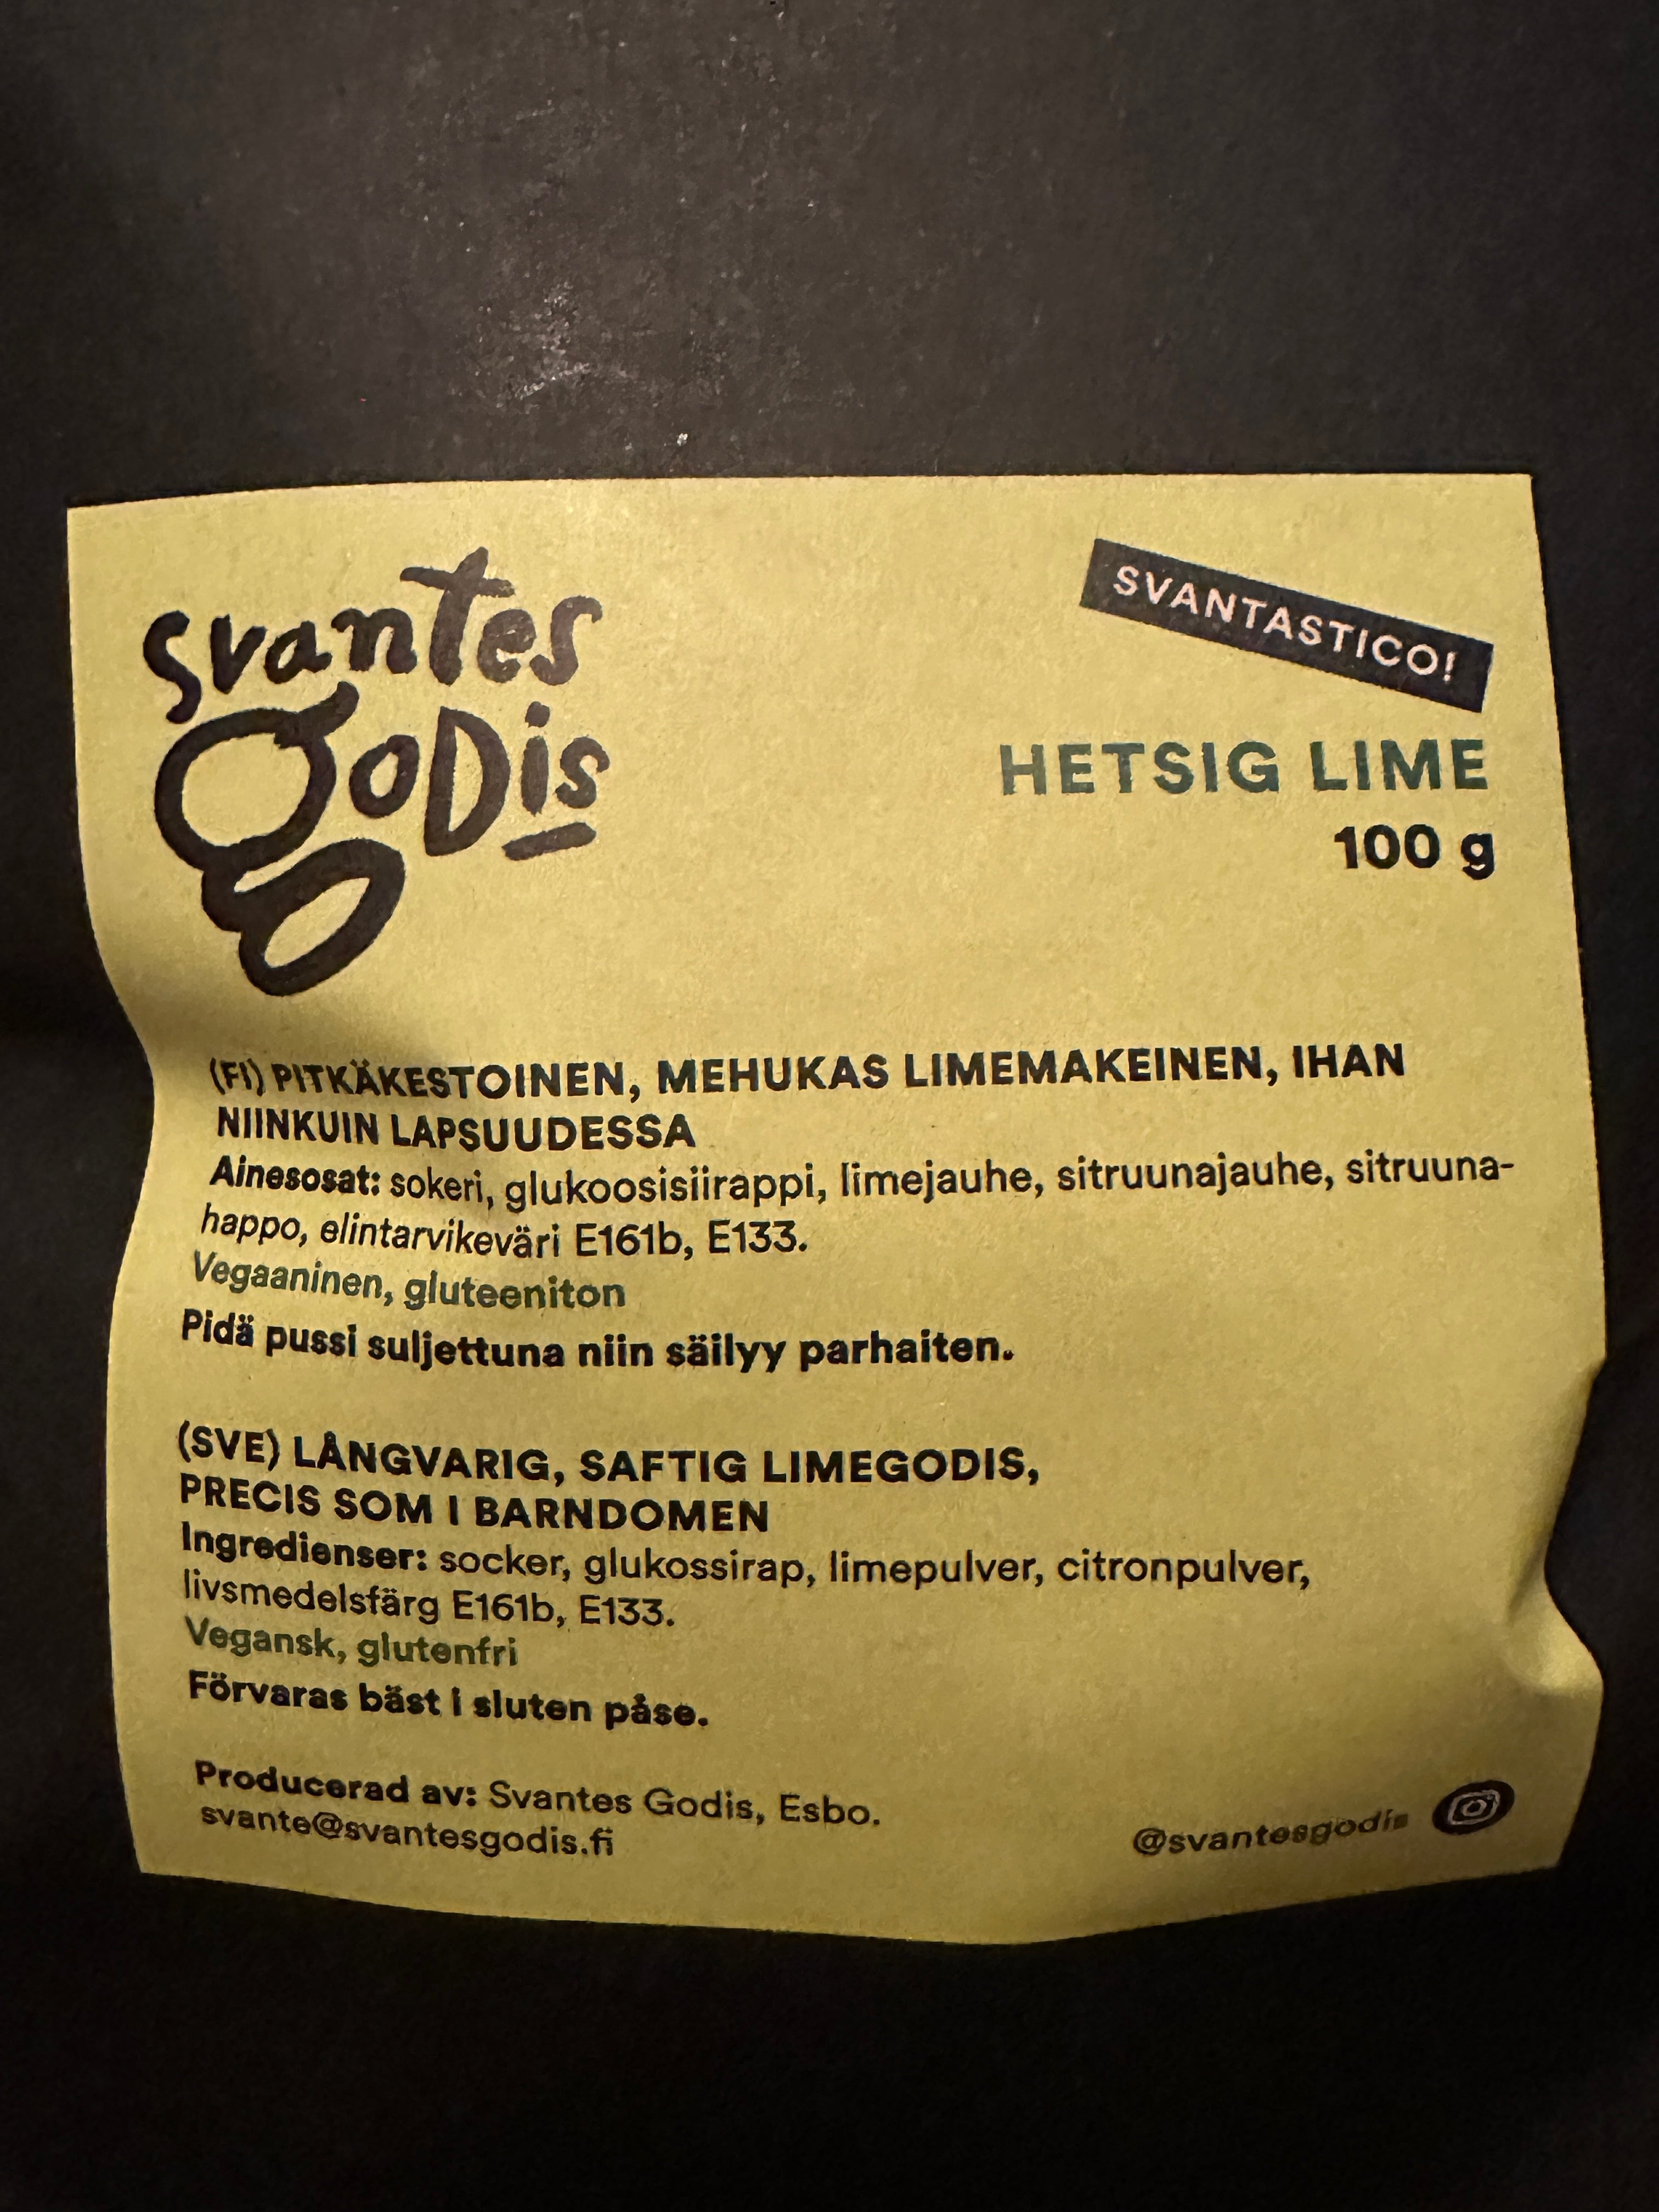 svantes
godis
SVANTASTICO!
HETSIG LIME
100 g
(FI) PITKÄKESTOINEN, MEHUKAS LIMEMAKEINEN, IHAN
NIINKUIN LAPSUUDESSA
Ainesosat: sokeri, glukoosisiirappi, limejauhe, sitruunajauhe, sitruuna-
happo, elintarvikeväri E161b, E133.
Vegaaninen, gluteeniton
Pidä pussi suljettuna niin säilyy parhaiten.
(SVE) LÅNGVARIG, SAFTIG LIMEGODIS,
PRECIS SOM I BARNDOMEN
Ingredienser: socker, glukossirap, limepulver, citronpulver,
livsmedelsfärg E161b, E133.
Vegansk, glutenfri
Förvaras bäst i sluten påse.
Producerad av: Svantes Godis, Esbo.
svante@svantesgodis.fi
@svantesgodis